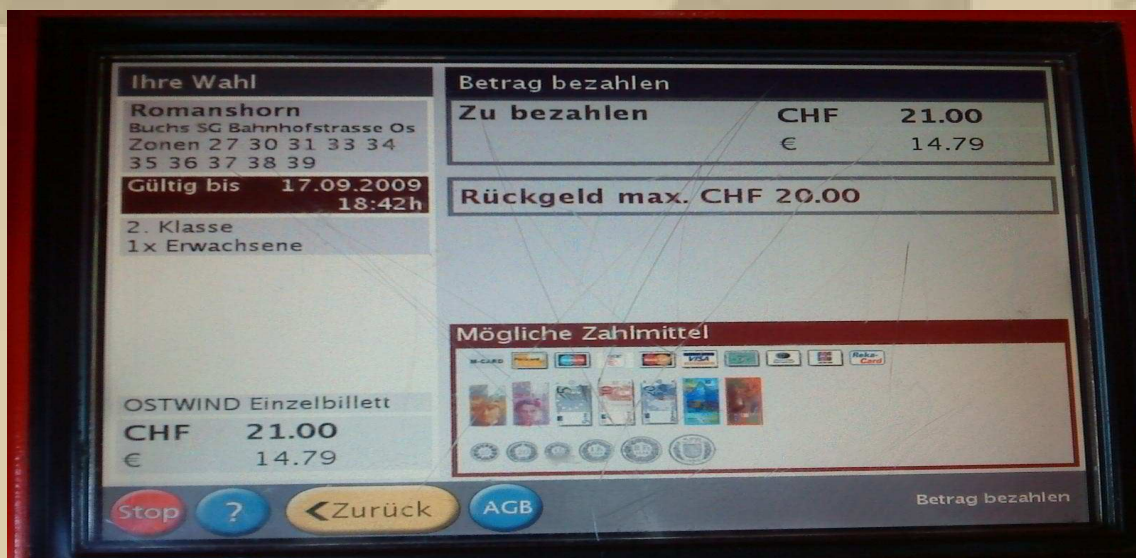 Ihre Wahl
Romanshorn
Buchs SG Bahnhofstrasse Os
Zonen 27 30 31 33 34
35 36 37 38 39
Gültig bis 17.09.2009
18:42h
2. Klasse
1x Erwachsene
OSTWIND Einzelbillett
CHF 21.00
€ 14.79
Betrag bezahlen
Zu bezahlen CHF 21.00
€ 14.79
Rückgeld max. CHF 20.00
Mögliche Zahlmittel
M-CARD VISA Reka-
Card
Stop ? Zurück AGB Betrag bezahlen